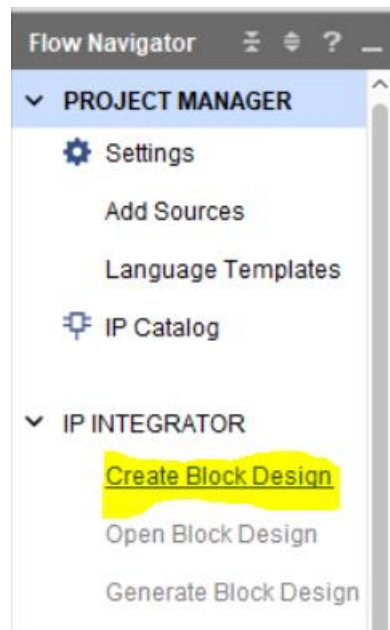 Flow Navigator ?
PROJECT MANAGER
Settings
Add Sources
Language Templates
IP Catalog
IP INTEGRATOR
Create Block Design
Open Block Design
Generate Block Design